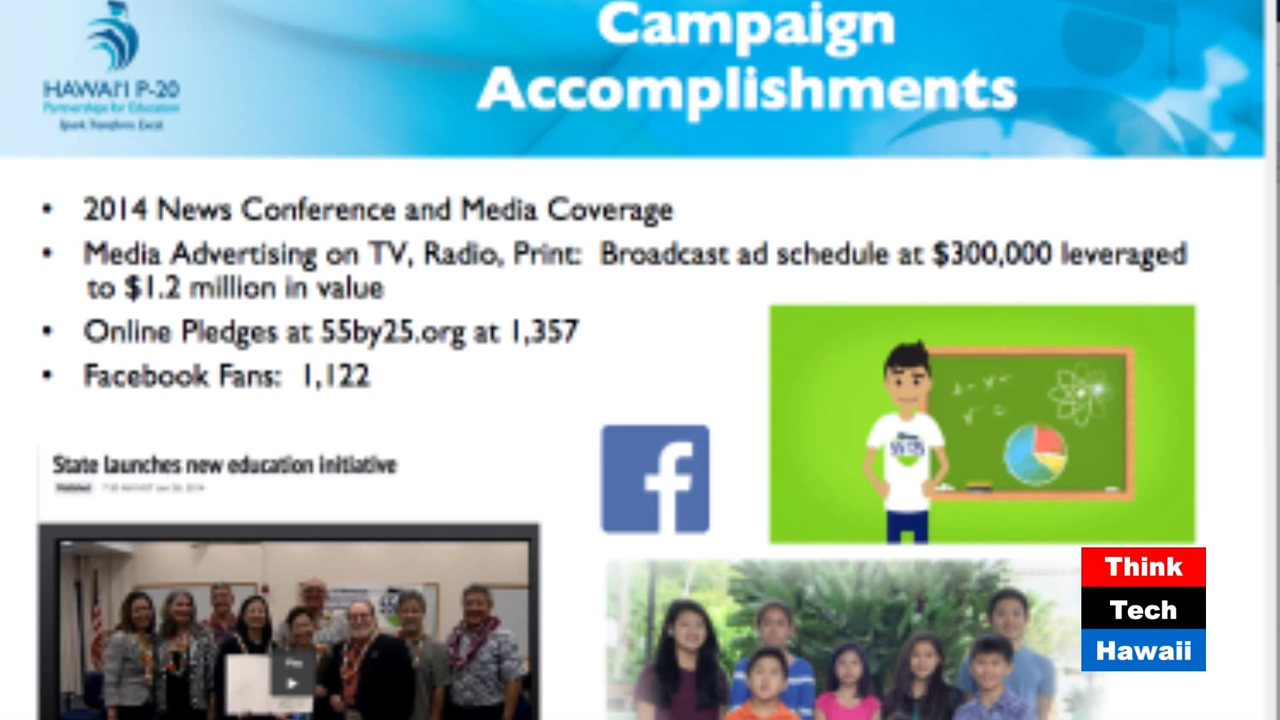 Campaign
Accomplishments
HAWAI'I P-20
Partnerships for Education
• 2014 News Conference and Media Coverage
• Media Advertising on TV, Radio, Print: Broadcast ad schedule at $300,000 leveraged
to $1.2 million in value
• Online Pledges at 55by25.org at 1,357
• Facebook Fans: 1,122
State launches new education initiative
f
Think
Tech
Hawaii